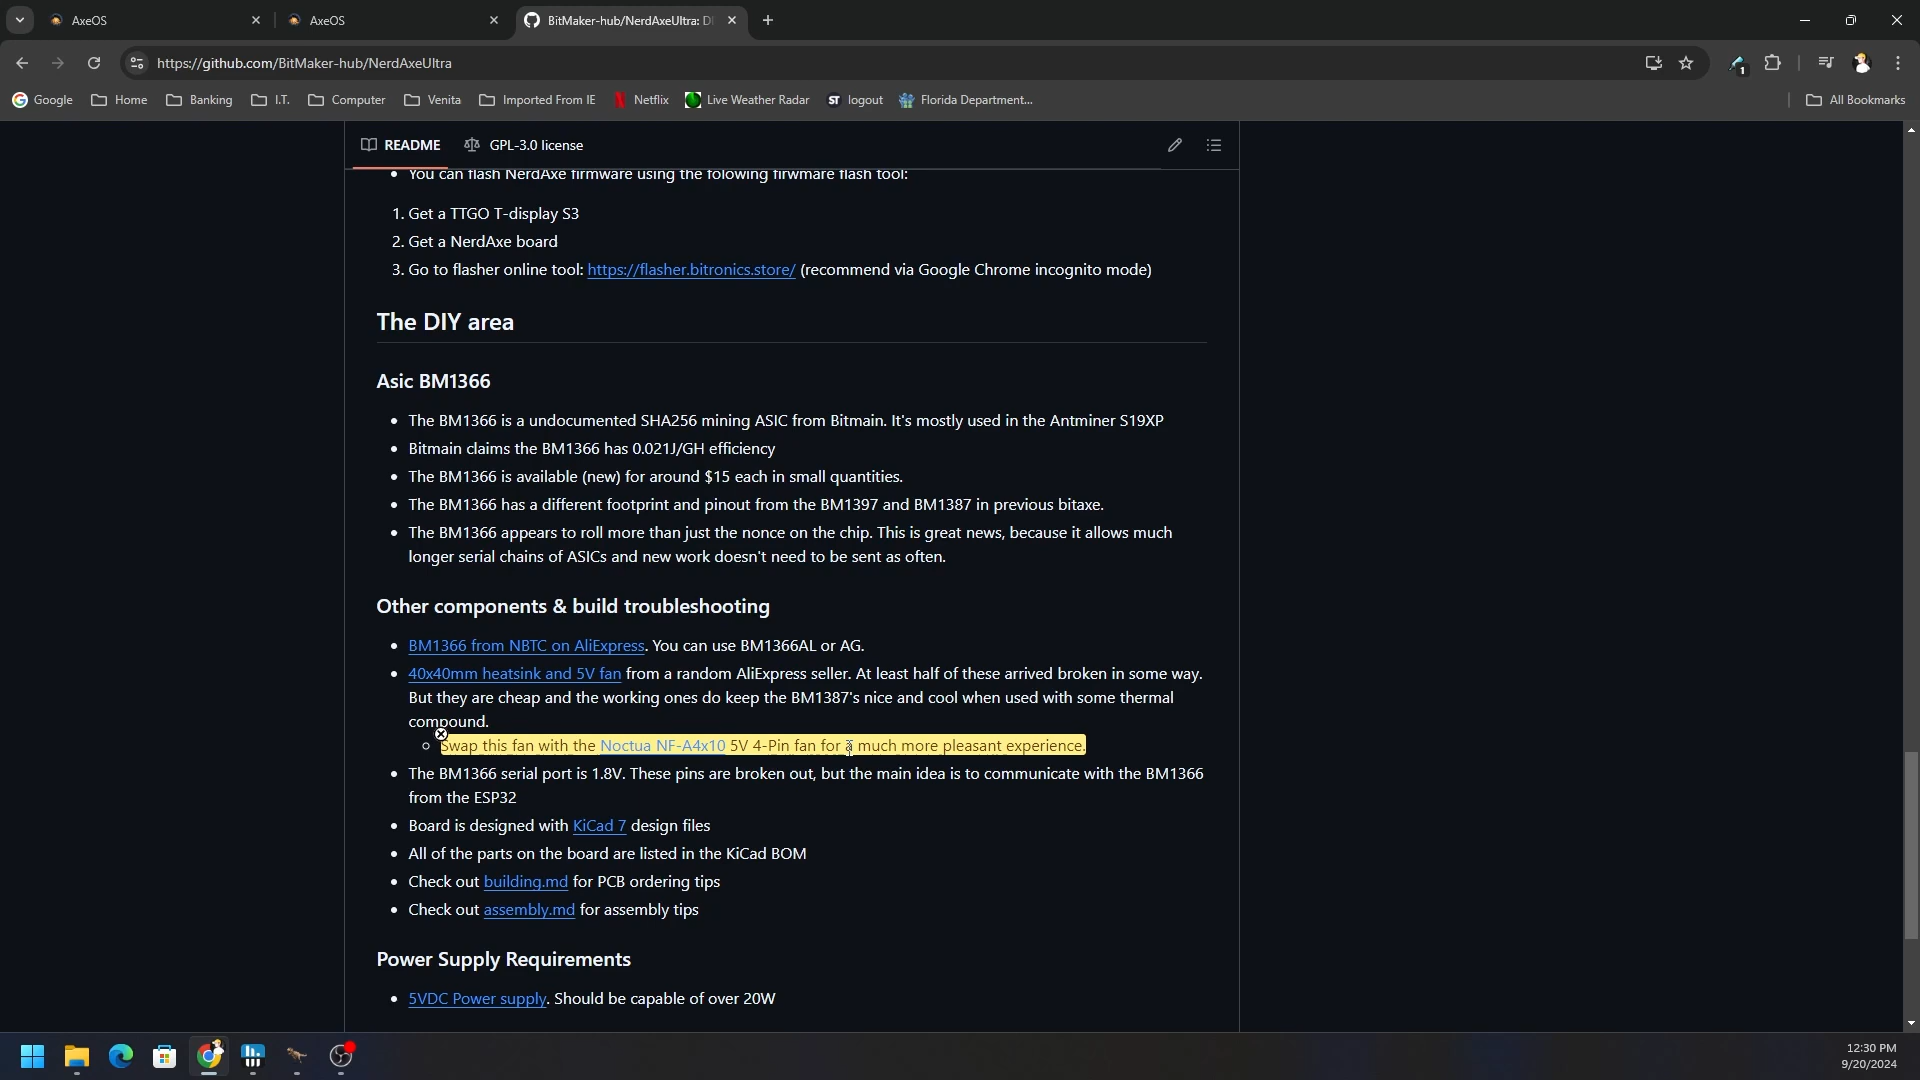 AxeOS
AxeOS
BitMaker-hub/NerdAxeUltra: D
https://github.com/BitMaker-hub/NerdAxeUltra
1
Google
Home
Banking
I.T.
Computer
Venita
Imported From IE
Netflix
Live Weather Radar
ST logout
Florida Department...
All Bookmarks
README
GPL-3.0 license
You can flash NerdAxe firmware using the folowing firwmare flash tool:
1. Get a TTGO T-display S3
2. Get a NerdAxe board
3. Go to flasher online tool: https://flasher.bitronics.store/ (recommend via Google Chrome incognito mode)
The DIY area
Asic BM1366
The BM1366 is a undocumented SHA256 mining ASIC from Bitmain. It's mostly used in the Antminer S19XP
Bitmain claims the BM1366 has 0.021J/GH efficiency
The BM1366 is available (new) for around $15 each in small quantities.
The BM1366 has a different footprint and pinout from the BM1397 and BM1387 in previous bitaxe.
The BM1366 appears to roll more than just the nonce on the chip. This is great news, because it allows much
longer serial chains of ASICs and new work doesn't need to be sent as often.
Other components & build troubleshooting
BM1366 from NBTC on AliExpress. You can use BM1366AL or AG.
40x40mm heatsink and 5V fan from a random AliExpress seller. At least half of these arrived broken in some way.
But they are cheap and the working ones do keep the BM1387's nice and cool when used with some thermal
compound.
Swap this fan with the Noctua NF-A4x10 5V 4-Pin fan for a much more pleasant experience.
The BM1366 serial port is 1.8V. These pins are broken out, but the main idea is to communicate with the BM1366
from the ESP32
Board is designed with KiCad 7 design files
All of the parts on the board are listed in the KiCad BOM
Check out building.md for PCB ordering tips
Check out assembly.md for assembly tips
Power Supply Requirements
5VDC Power supply. Should be capable of over 20W
12:30 PM
9/20/2024